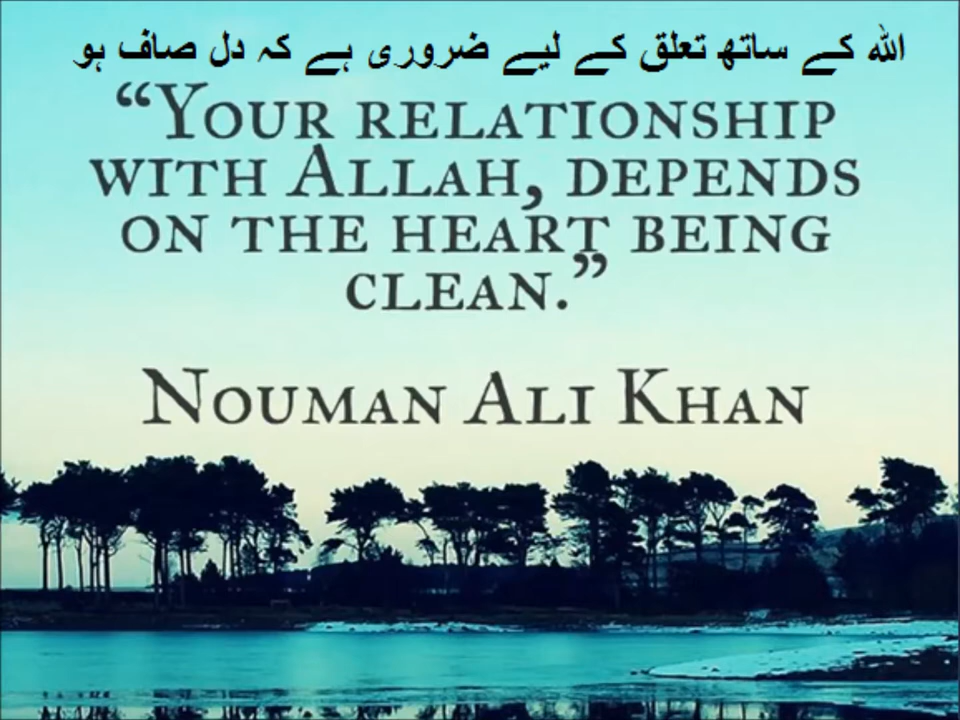 اللہ کے ساتھ تعلق کے لیے ضروری ہے کہ دل صاف ہو
“Your relationship
with Allah, depends
on the heart being
clean.”
Nouman Ali Khan